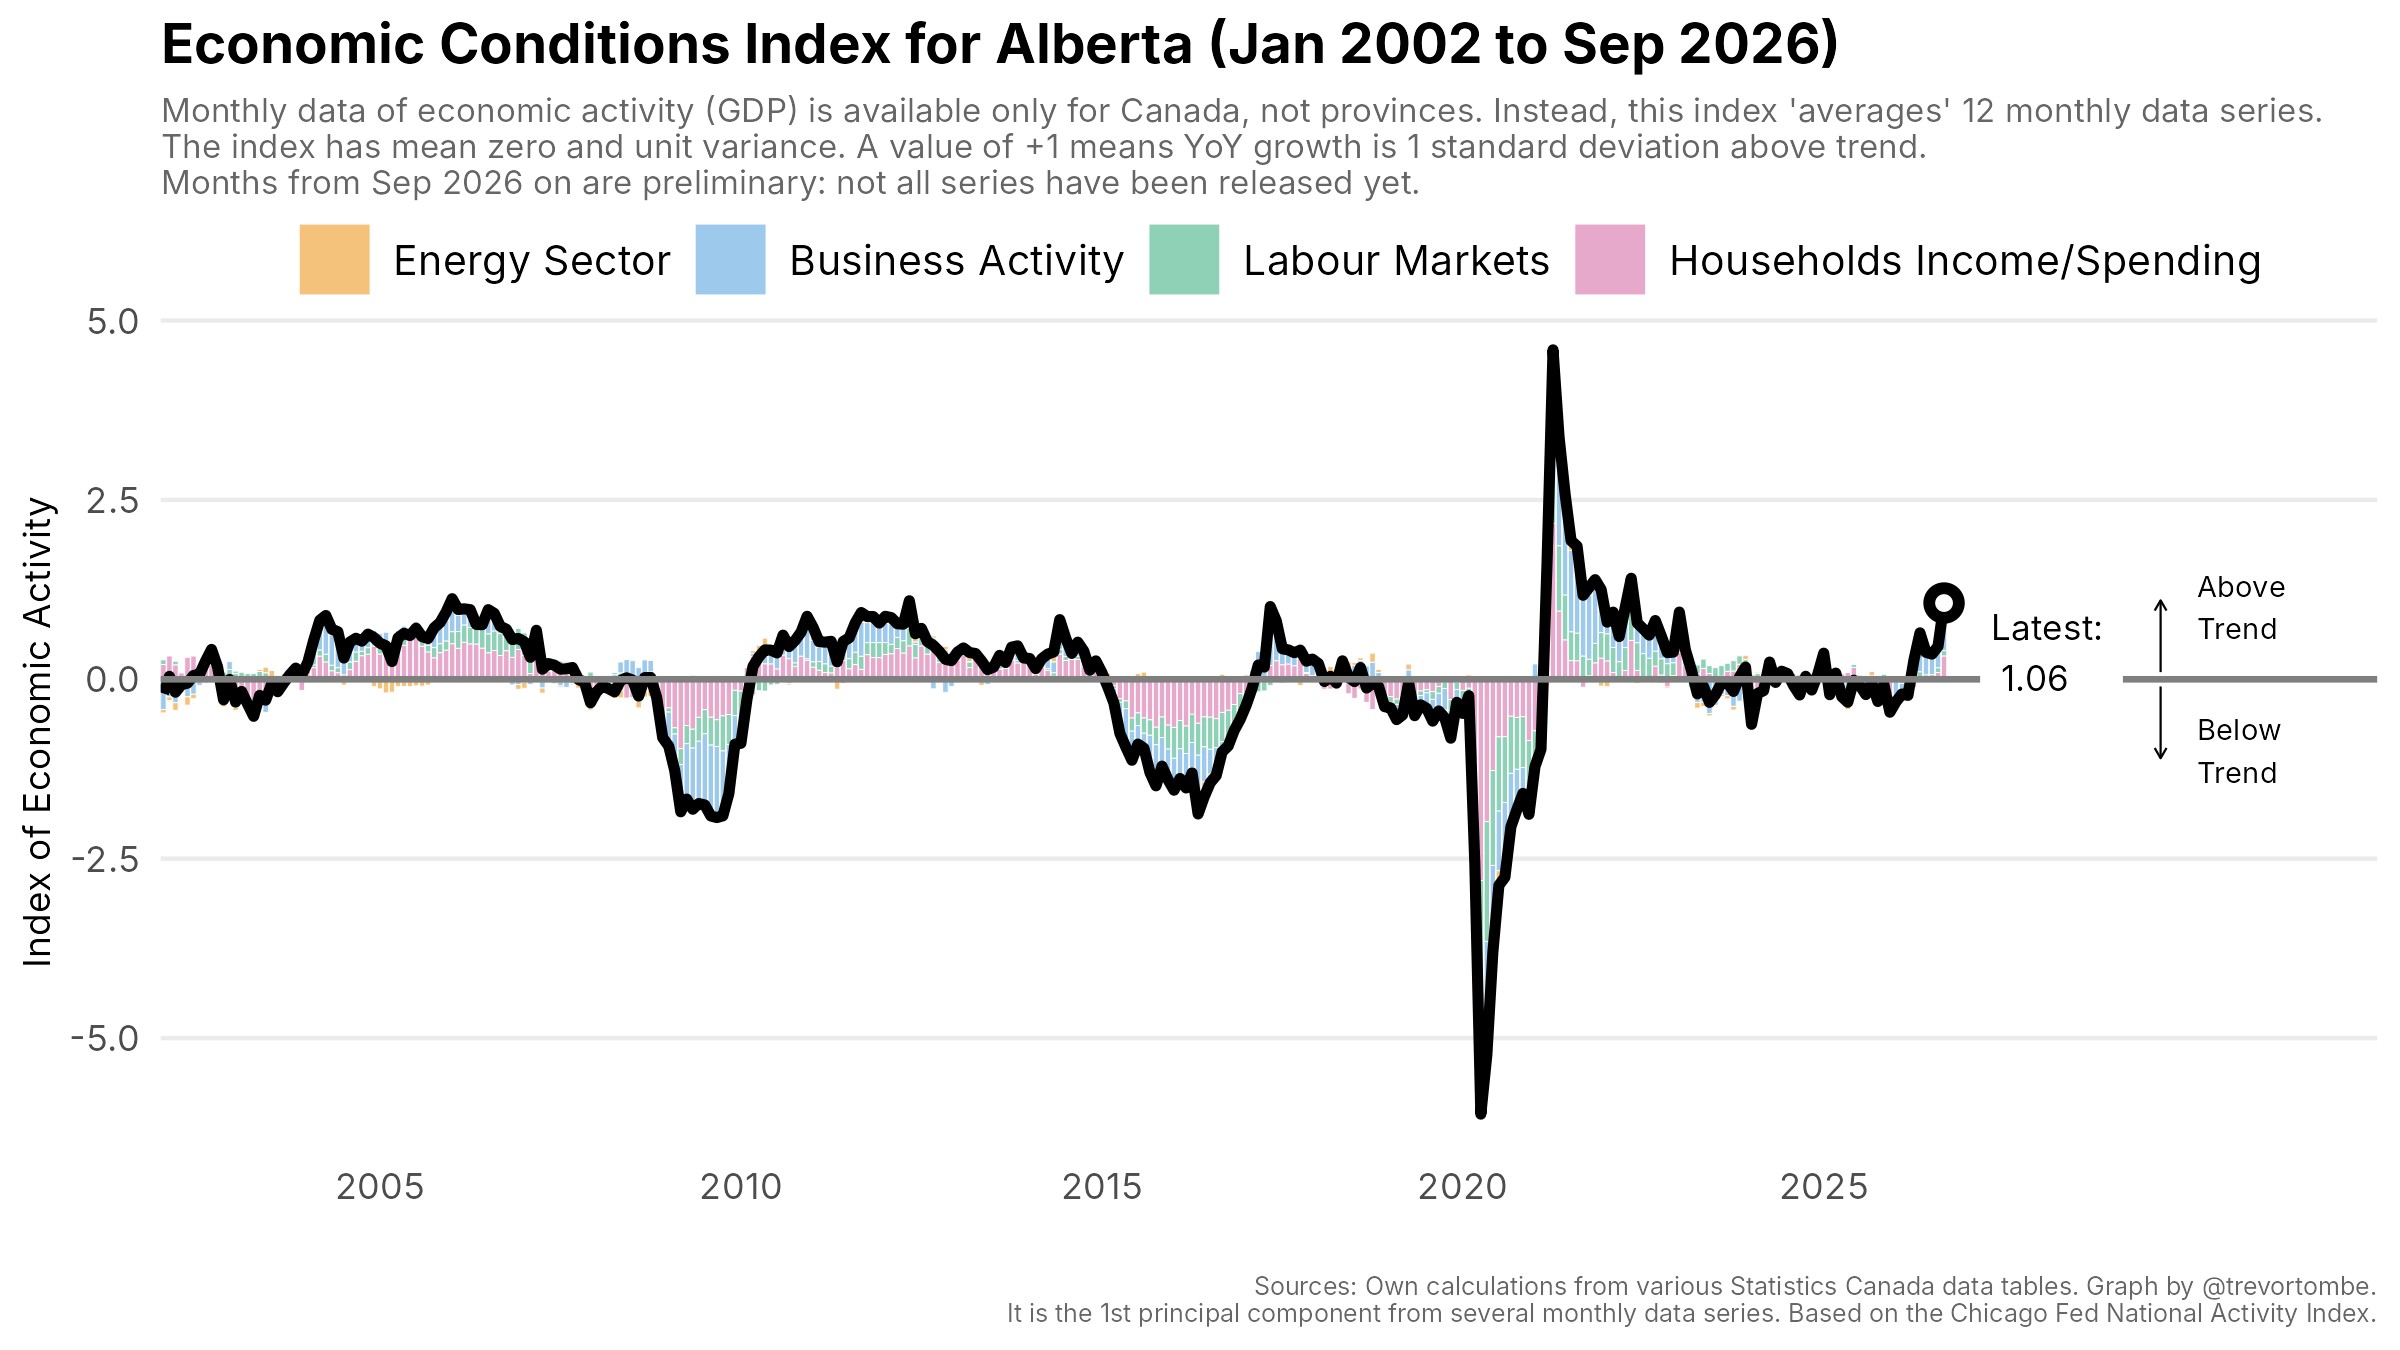 Economic Conditions Index for Alberta (Jan 2002 to Sep 2026)
Monthly data of economic activity (GDP) is available only for Canada, not provinces. Instead, this index 'averages' 12 monthly data series.
The index has mean zero and unit variance. A value of +1 means YoY growth is 1 standard deviation above trend.
Months from Sep 2026 on are preliminary: not all series have been released yet.
Energy Sector Business Activity Labour Markets Households Income/Spending
Index of Economic Activity
5.0
2.5
0.0
-2.5
-5.0
Latest:
1.06
Above
Trend
Below
Trend
2005 2010 2015 2020 2025
Sources: Own calculations from various Statistics Canada data tables. Graph by @trevortombe.
It is the 1st principal component from several monthly data series. Based on the Chicago Fed National Activity Index.